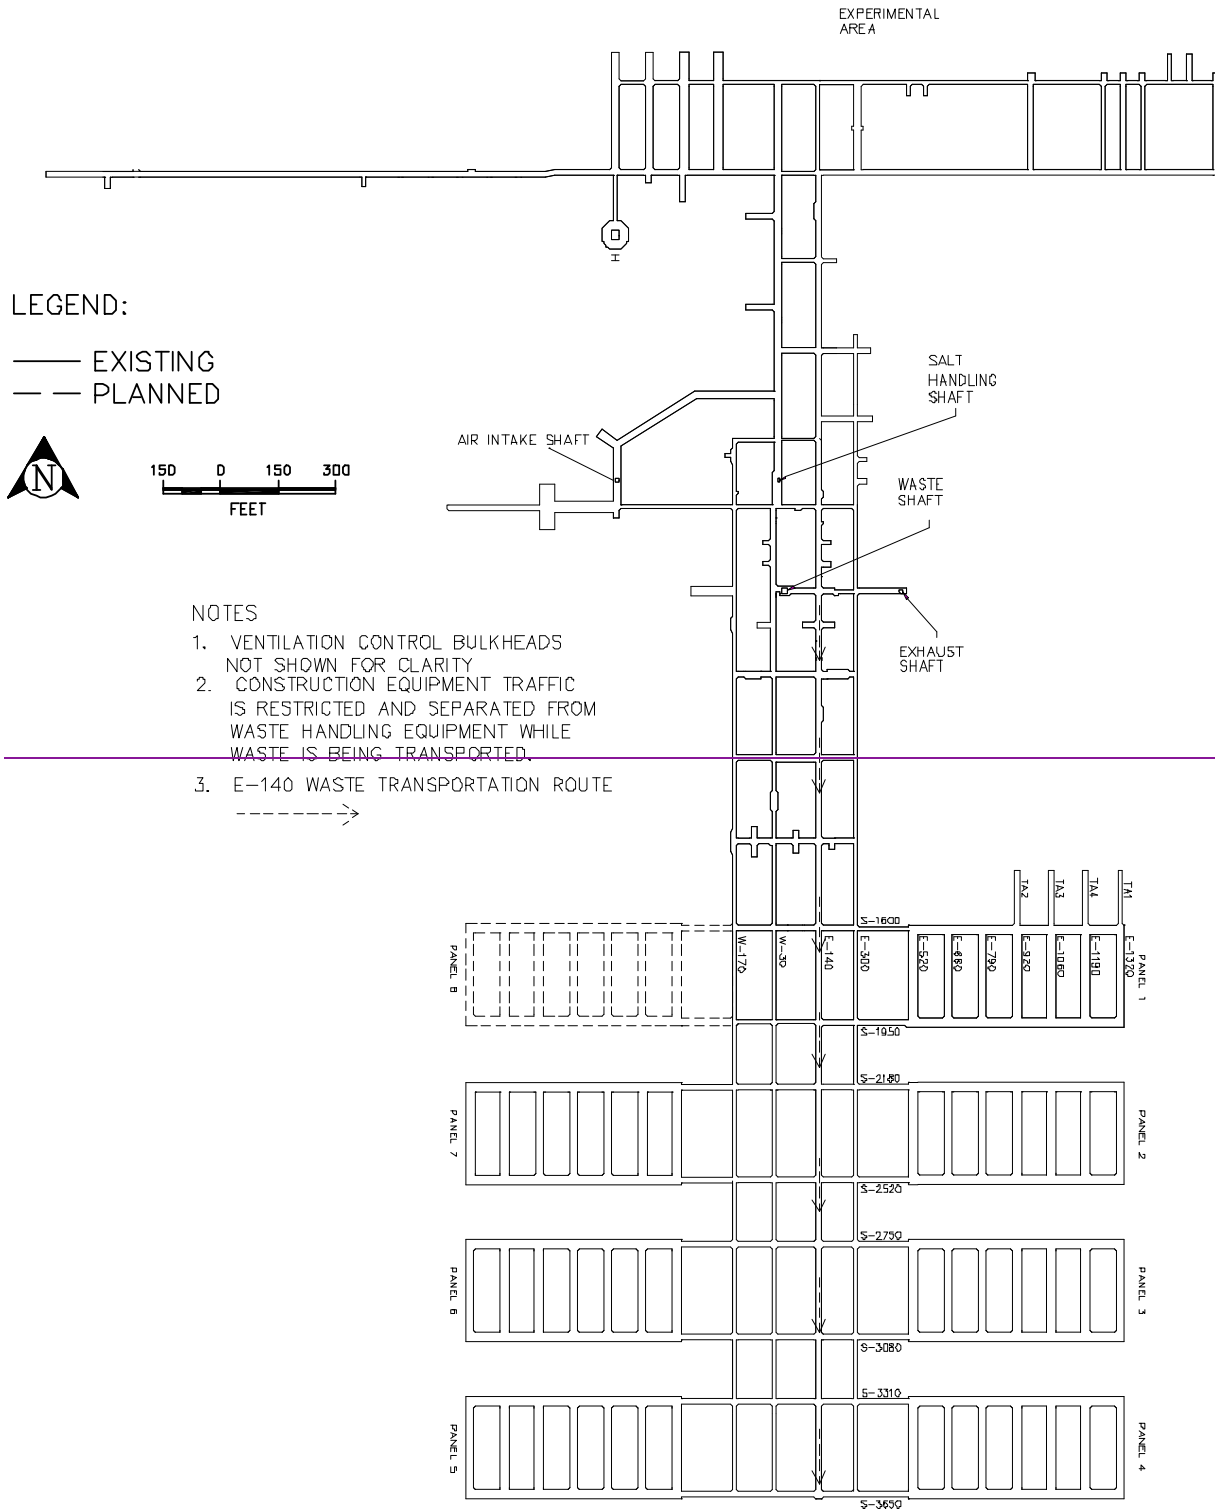 EXPERIMENTAL
AREA
H
LEGEND:
EXISTING
PLANNED
N
150 0 150 300
FEET
AIR INTAKE SHAFT
SALT
HANDLING
SHAFT
WASTE
SHAFT
EXHAUST
SHAFT
NOTES
1. VENTILATION CONTROL BULKHEADS
NOT SHOWN FOR CLARITY
2. CONSTRUCTION EQUIPMENT TRAFFIC
IS RESTRICTED AND SEPARATED FROM
WASTE HANDLING EQUIPMENT WHILE
WASTE IS BEING TRANSPORTED.
3. E-140 WASTE TRANSPORTATION ROUTE
TA2
TA3
TA4
TA1
S-1600
W-170
W-30
E-140
E-300
E-520
E-660
E-790
E-920
E-1060
E-1190
E-1320
PANEL 8
PANEL 1
S-1950
S-2180
PANEL 7
PANEL 2
S-2520
S-2750
PANEL 6
PANEL 3
S-3080
S-3310
PANEL 5
PANEL 4
S-3650